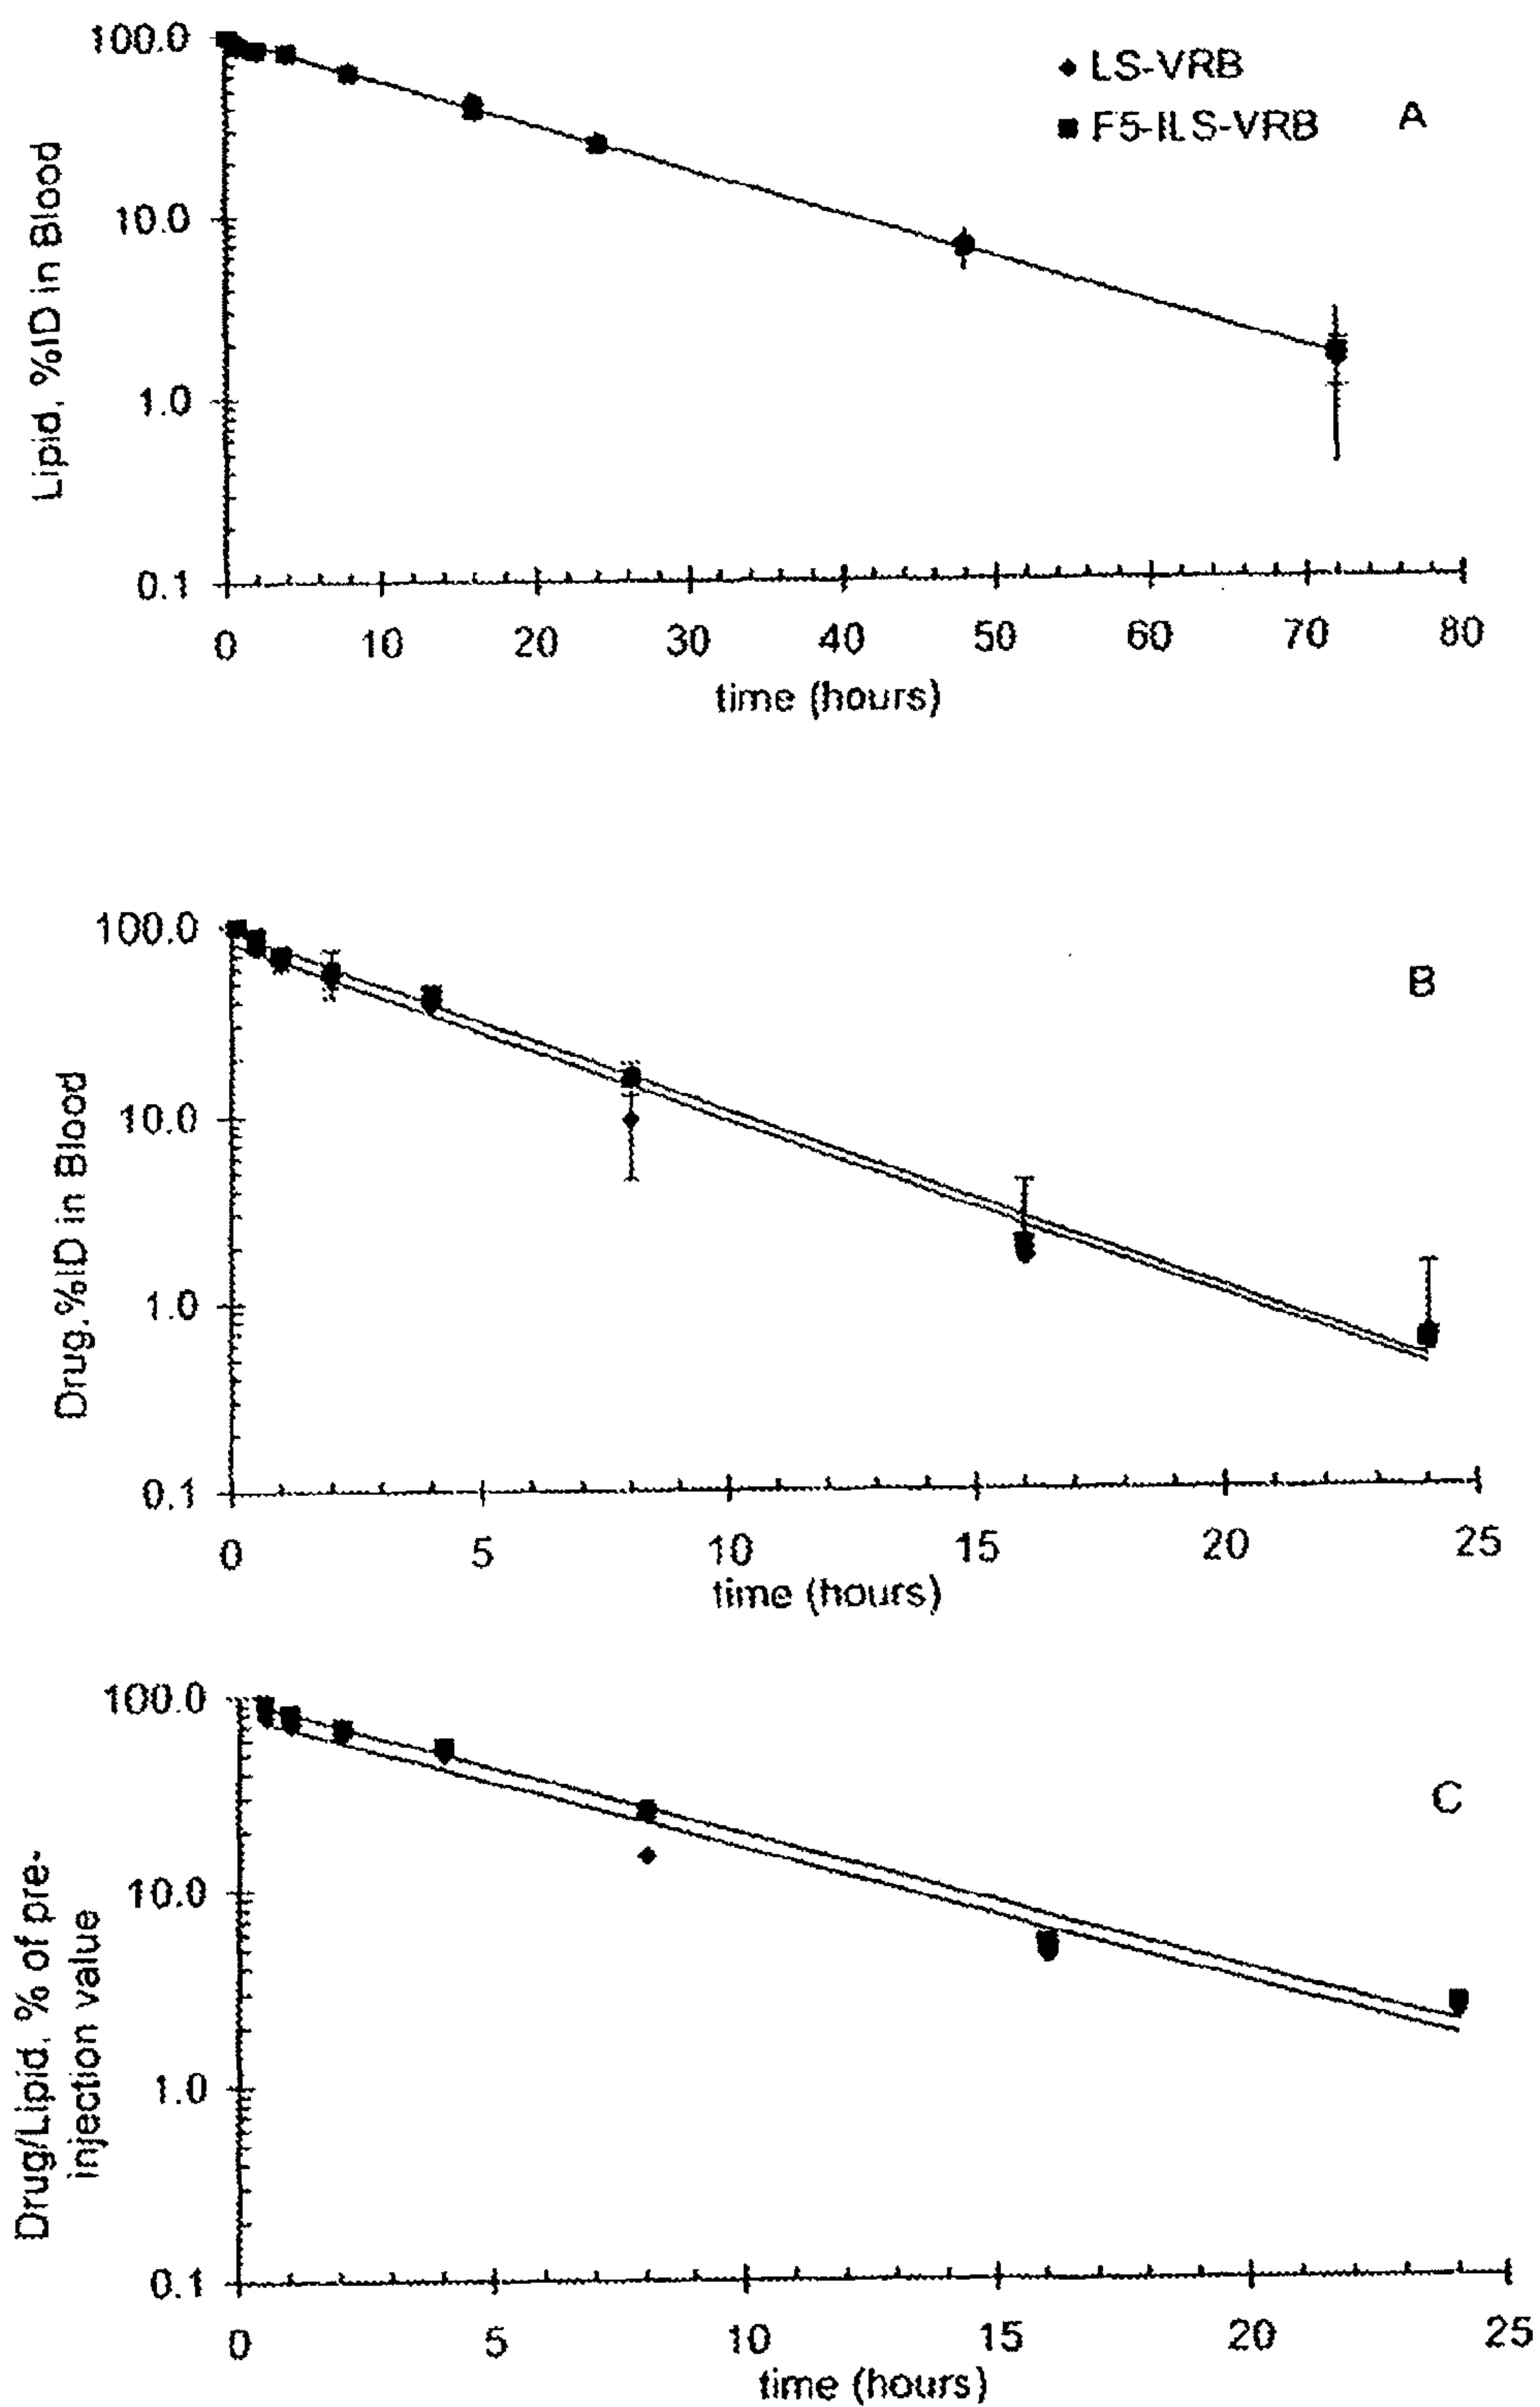 100.0
LS-VRB
F5-ILS-VRB
A
10.0
1.0
0.1
Lipid, %ID in Blood
0 10 20 30 40 50 60 70 80
time (hours)
100.0
B
10.0
1.0
0.1
Drug,%ID in Blood
0 5 10 15 20 25
time (hours)
100.0
C
10.0
1.0
0.1
Drug/Lipid, % of pre-
injection value
0 5 10 15 20 25
time (hours)